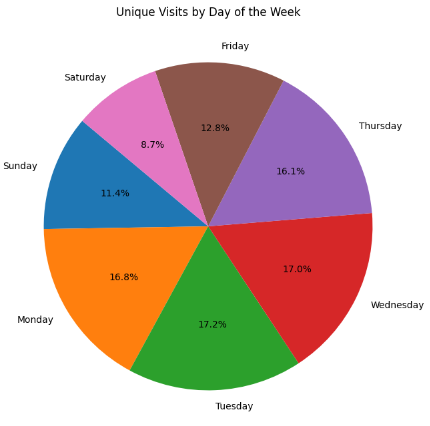 Unique Visits by Day of the Week
Friday
Saturday
Thursday
12.8%
8.7%
16.1%
Sunday
11.4%
17.0%
16.8%
Wednesday
Monday
17.2%
Tuesday